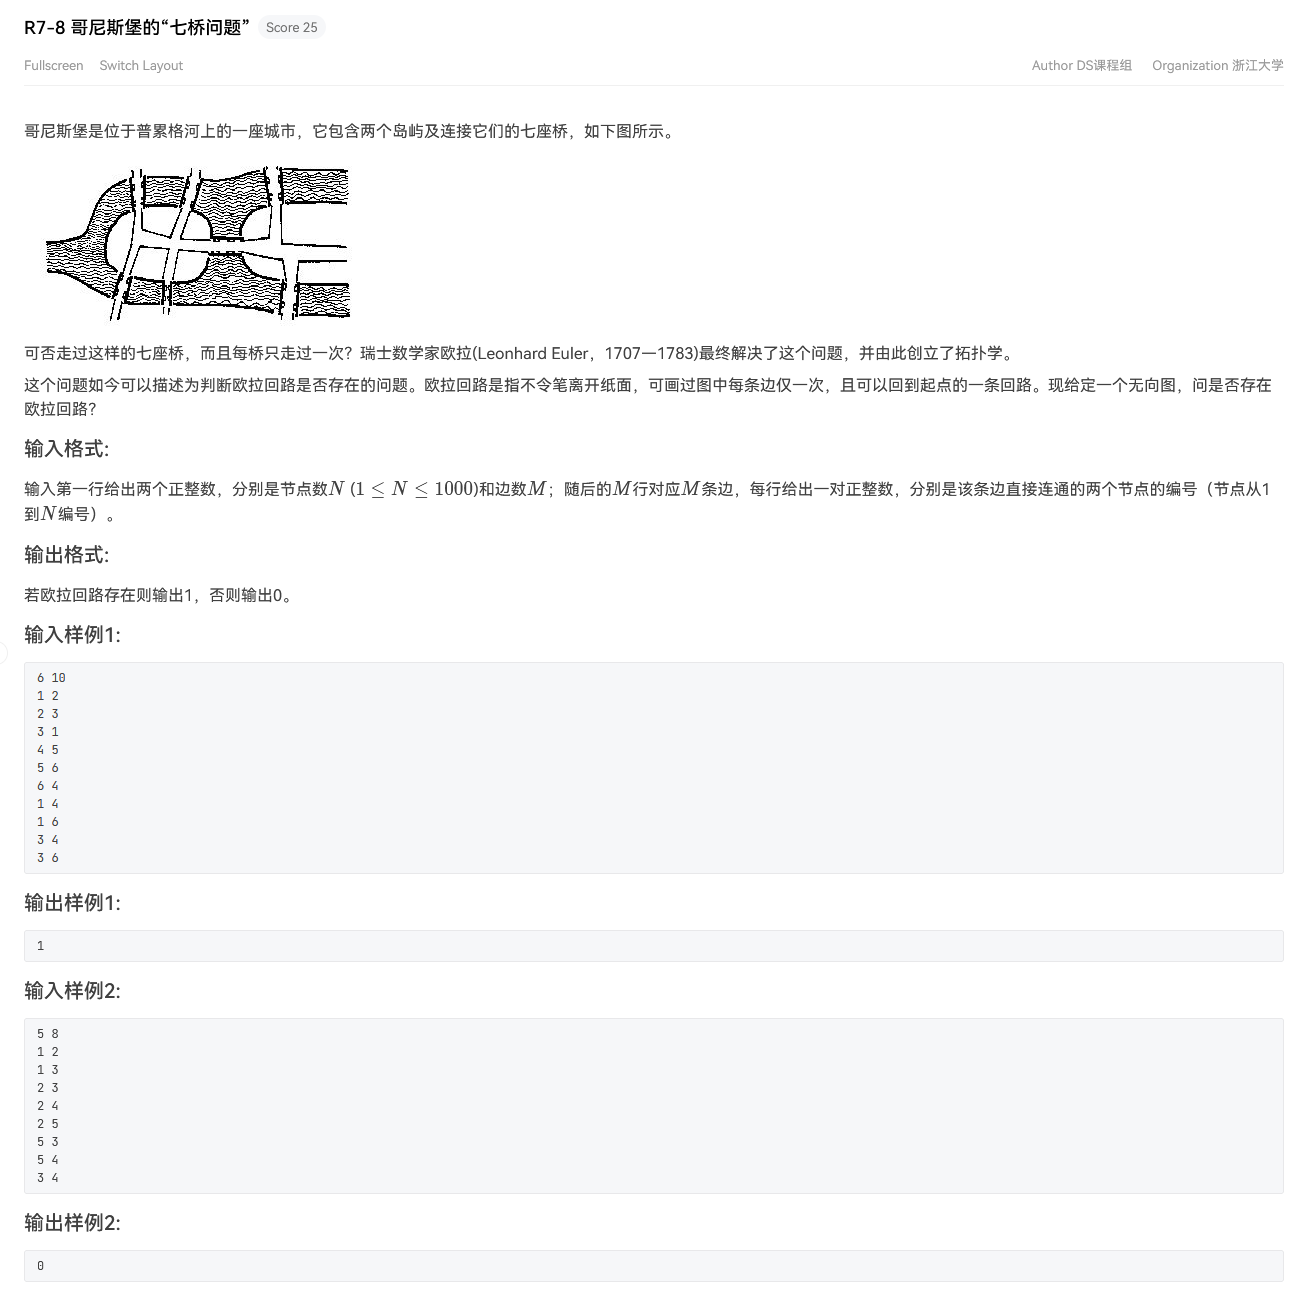 R7-8 哥尼斯堡的“七桥问题” Score 25
Fullscreen Switch Layout Author DS课程组 Organization 浙江大学
哥尼斯堡是位于普累格河上的一座城市，它包含两个岛屿及连接它们的七座桥，如下图所示。
可否走过这样的七座桥，而且每桥只走过一次？瑞士数学家欧拉(Leonhard Euler，1707—1783)最终解决了这个问题，并由此创立了拓扑学。
这个问题如今可以描述为判断欧拉回路是否存在的问题。欧拉回路是指不令笔离开纸面，可画过图中每条边仅一次，且可以回到起点的一条回路。现给定一个无向图，问是否存在
欧拉回路？
输入格式:
输入第一行给出两个正整数，分别是节点数N (1 ≤ N ≤ 1000)和边数M；随后的M行对应M条边，每行给出一对正整数，分别是该条边直接连通的两个节点的编号（节点从1
到N编号）。
输出格式:
若欧拉回路存在则输出1，否则输出0。
输入样例1:
6 10
1 2
2 3
3 1
4 5
5 6
6 4
1 4
1 6
3 4
3 6
输出样例1:
1
输入样例2:
5 8
1 2
1 3
2 3
2 4
2 5
5 3
5 4
3 4
输出样例2:
0